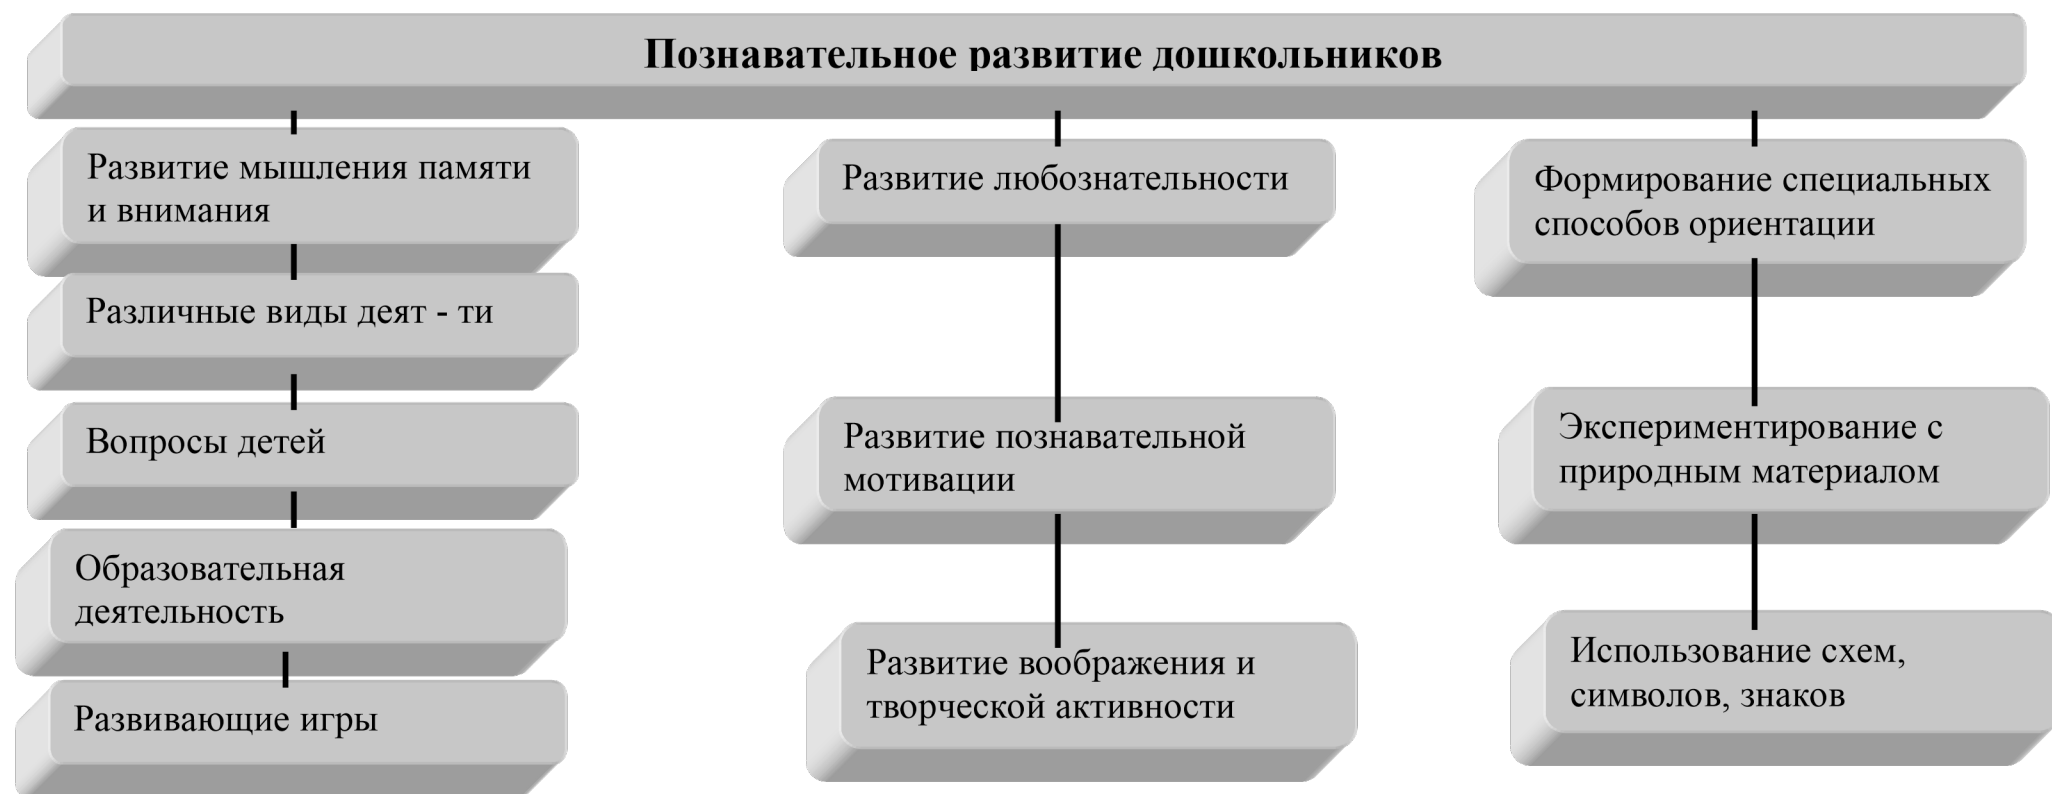 Познавательное развитие дошкольников
Развитие мышления памяти
и внимания
Различные виды деят - ти
Вопросы детей
Образовательная
деятельность
Развивающие игры
Развитие любознательности
Развитие познавательной
мотивации
Развитие воображения и
творческой активности
Формирование специальных
способов ориентации
Экспериментирование с
природным материалом
Использование схем,
символов, знаков